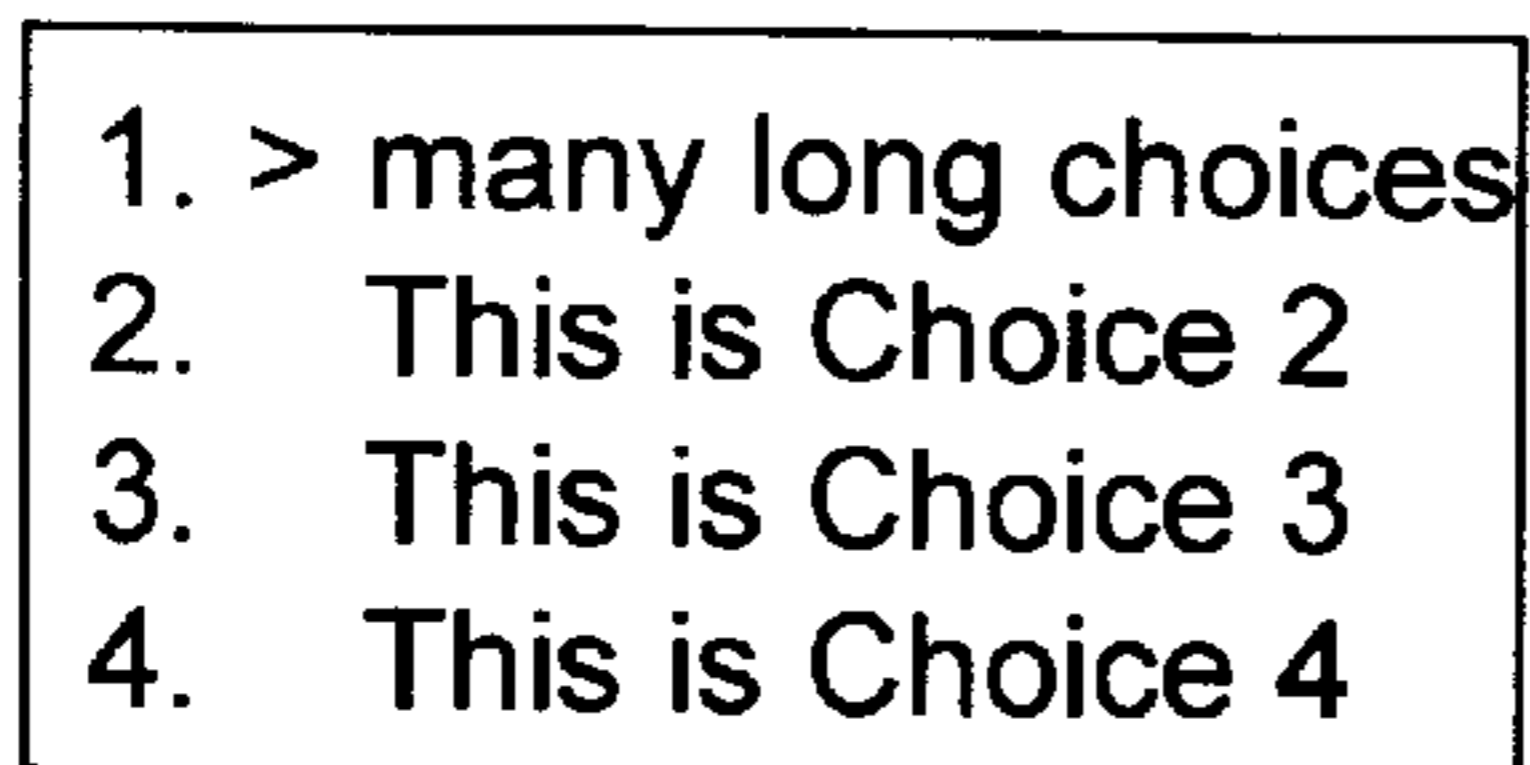 1. > many long choices
2. This is Choice 2
3. This is Choice 3
4. This is Choice 4